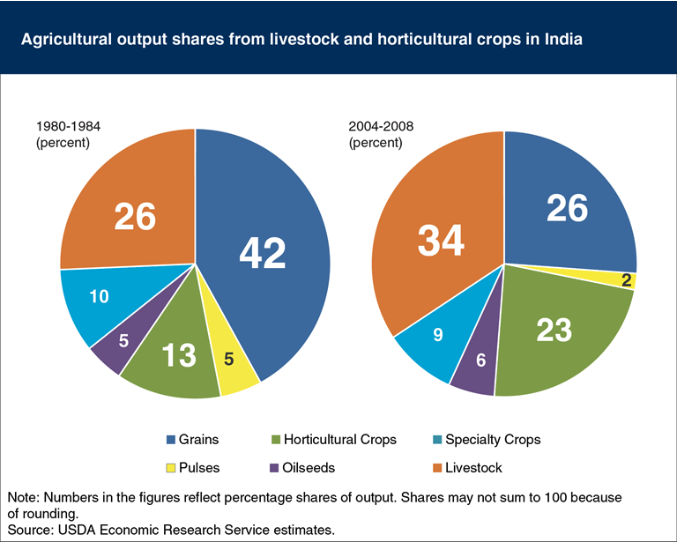 Agricultural output shares from livestock and horticultural crops in India
1980-1984
(percent)
2004-2008
(percent)
26
42
10
5
13
5
34
26
2
9
6
23
Grains
Horticultural Crops
Specialty Crops
Pulses
Oilseeds
Livestock
Note: Numbers in the figures reflect percentage shares of output. Shares may not sum to 100 because
of rounding.
Source: USDA Economic Research Service estimates.